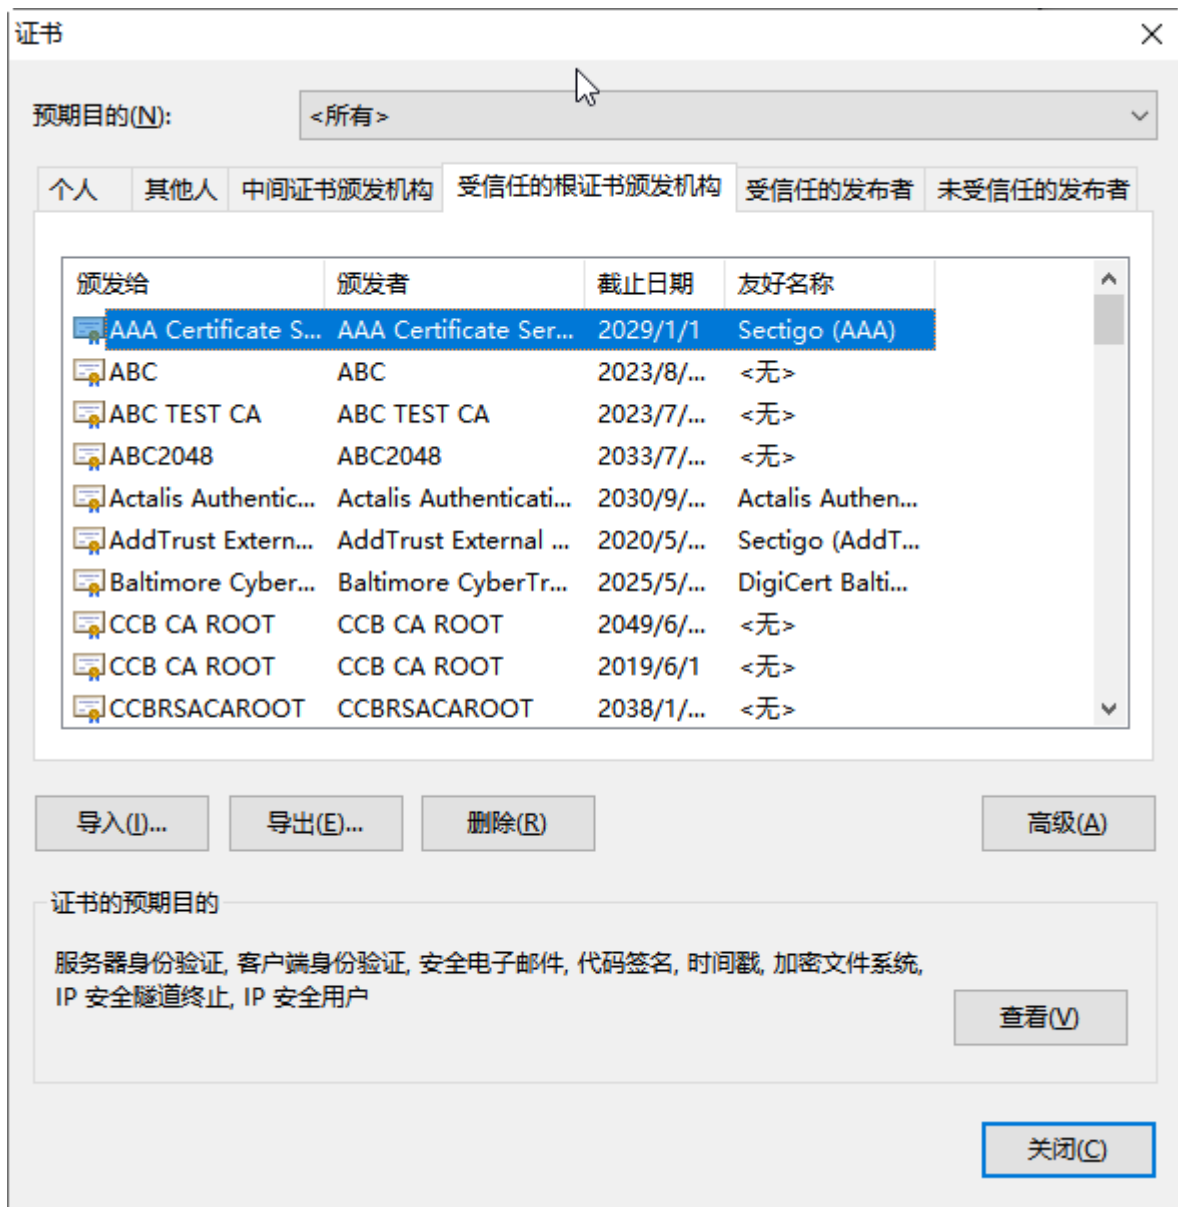 证书
预期目的(N): <所有>
个人 其他人 中间证书颁发机构 受信任的根证书颁发机构 受信任的发布者 未受信任的发布者
颁发给 颁发者 截止日期 友好名称
AAA Certificate S... AAA Certificate Ser... 2029/1/1 Sectigo (AAA)
ABC ABC 2023/8/... <无>
ABC TEST CA ABC TEST CA 2023/7/... <无>
ABC2048 ABC2048 2033/7/... <无>
Actalis Authentic... Actalis Authenticati... 2030/9/... Actalis Authen...
AddTrust Extern... AddTrust External ... 2020/5/... Sectigo (AddT...
Baltimore Cyber... Baltimore CyberTr... 2025/5/... DigiCert Balti...
CCB CA ROOT CCB CA ROOT 2049/6/... <无>
CCB CA ROOT CCB CA ROOT 2019/6/1 <无>
CCBRSACAROOT CCBRSACAROOT 2038/1/... <无>
导入(I)... 导出(E)... 删除(R) 高级(A)
证书的预期目的
服务器身份验证, 客户端身份验证, 安全电子邮件, 代码签名, 时间戳, 加密文件系统,
IP 安全隧道终止, IP 安全用户
查看(V)
关闭(C)